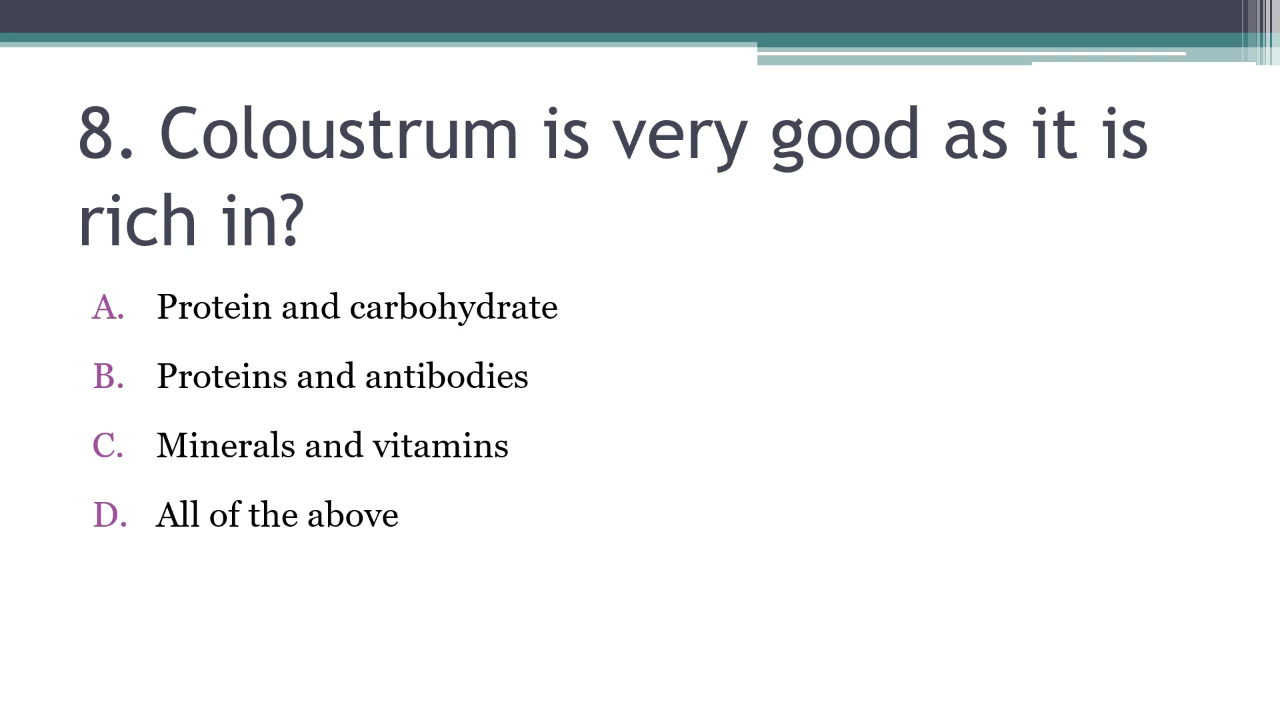 8. Coloustrum is very good as it is
rich in?
A. Protein and carbohydrate
B. Proteins and antibodies
C. Minerals and vitamins
D. All of the above